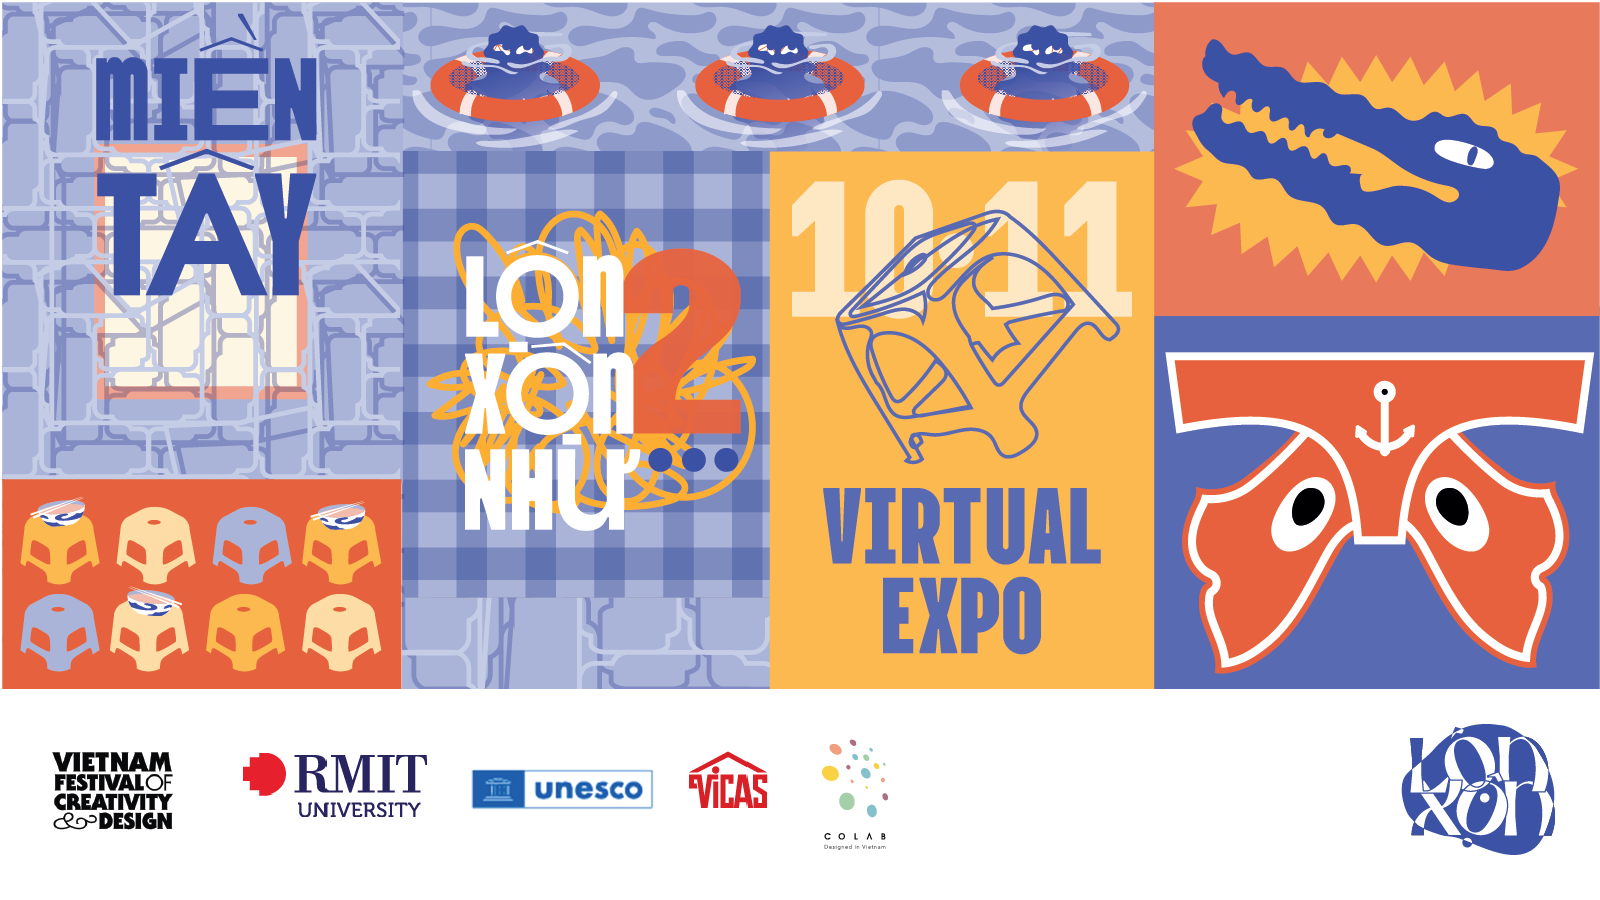 MIỀN
TÂY
LỘN
XỘN
NHƯ
2
...
10·11
VIRTUAL
EXPO
VIETNAM
FESTIVAL OF
CREATIVITY
& DESIGN
RMIT
UNIVERSITY
unesco
ViCAS
COLAB
Designed in Vietnam
Lộn
xộn